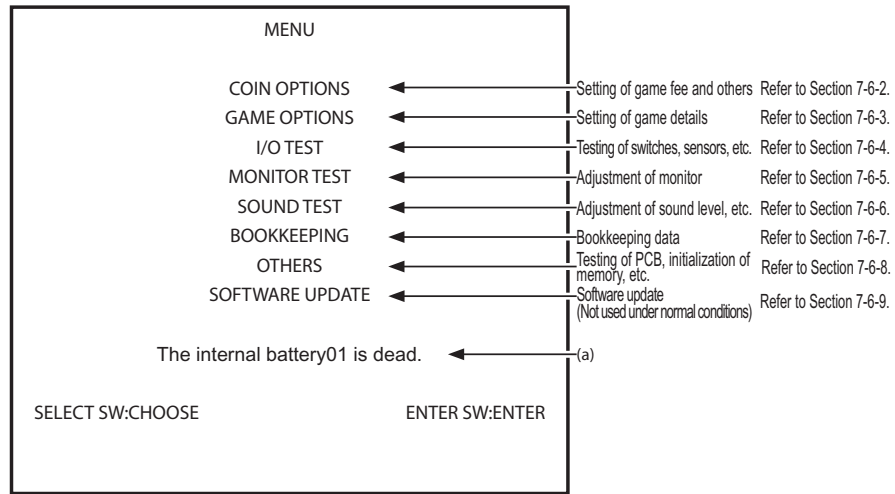 MENU
COIN OPTIONS Setting of game fee and others Refer to Section 7-6-2.
GAME OPTIONS Setting of game details Refer to Section 7-6-3.
I/O TEST Testing of switches, sensors, etc. Refer to Section 7-6-4.
MONITOR TEST Adjustment of monitor Refer to Section 7-6-5.
SOUND TEST Adjustment of sound level, etc. Refer to Section 7-6-6.
BOOKKEEPING Bookkeeping data Refer to Section 7-6-7.
OTHERS Testing of PCB, initialization of
memory, etc. Refer to Section 7-6-8.
SOFTWARE UPDATE Software update
(Not used under normal conditions) Refer to Section 7-6-9.
The internal battery01 is dead. (a)
SELECT SW:CHOOSE ENTER SW:ENTER